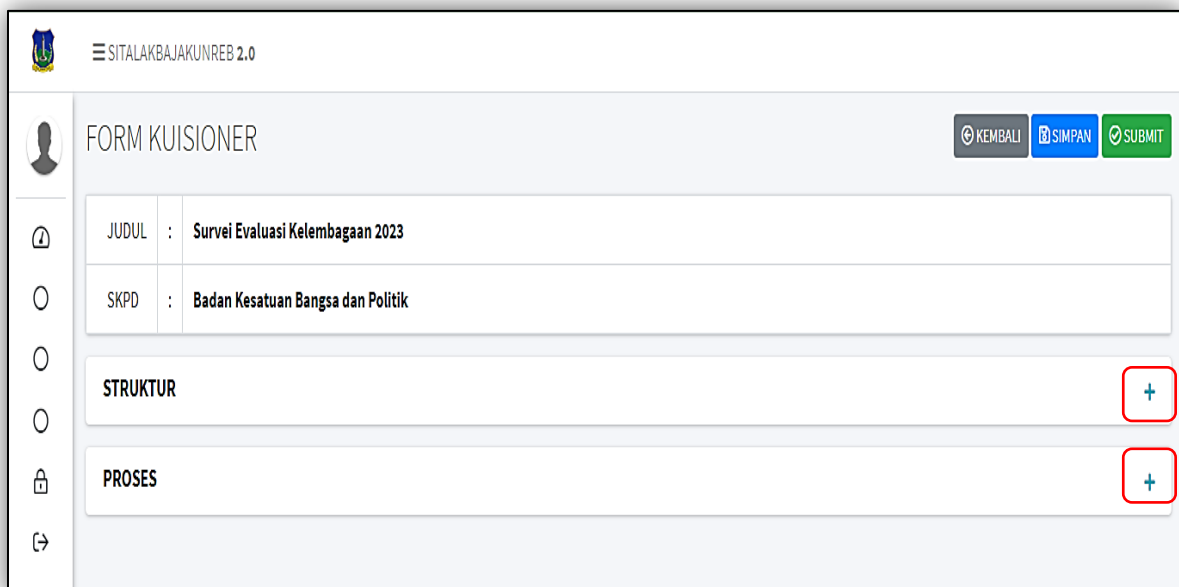 SITALAKBAJAKUNREB 2.0
FORM KUISIONER
KEMBALI SIMPAN SUBMIT
JUDUL : Survei Evaluasi Kelembagaan 2023
SKPD : Badan Kesatuan Bangsa dan Politik
STRUKTUR +
PROSES +